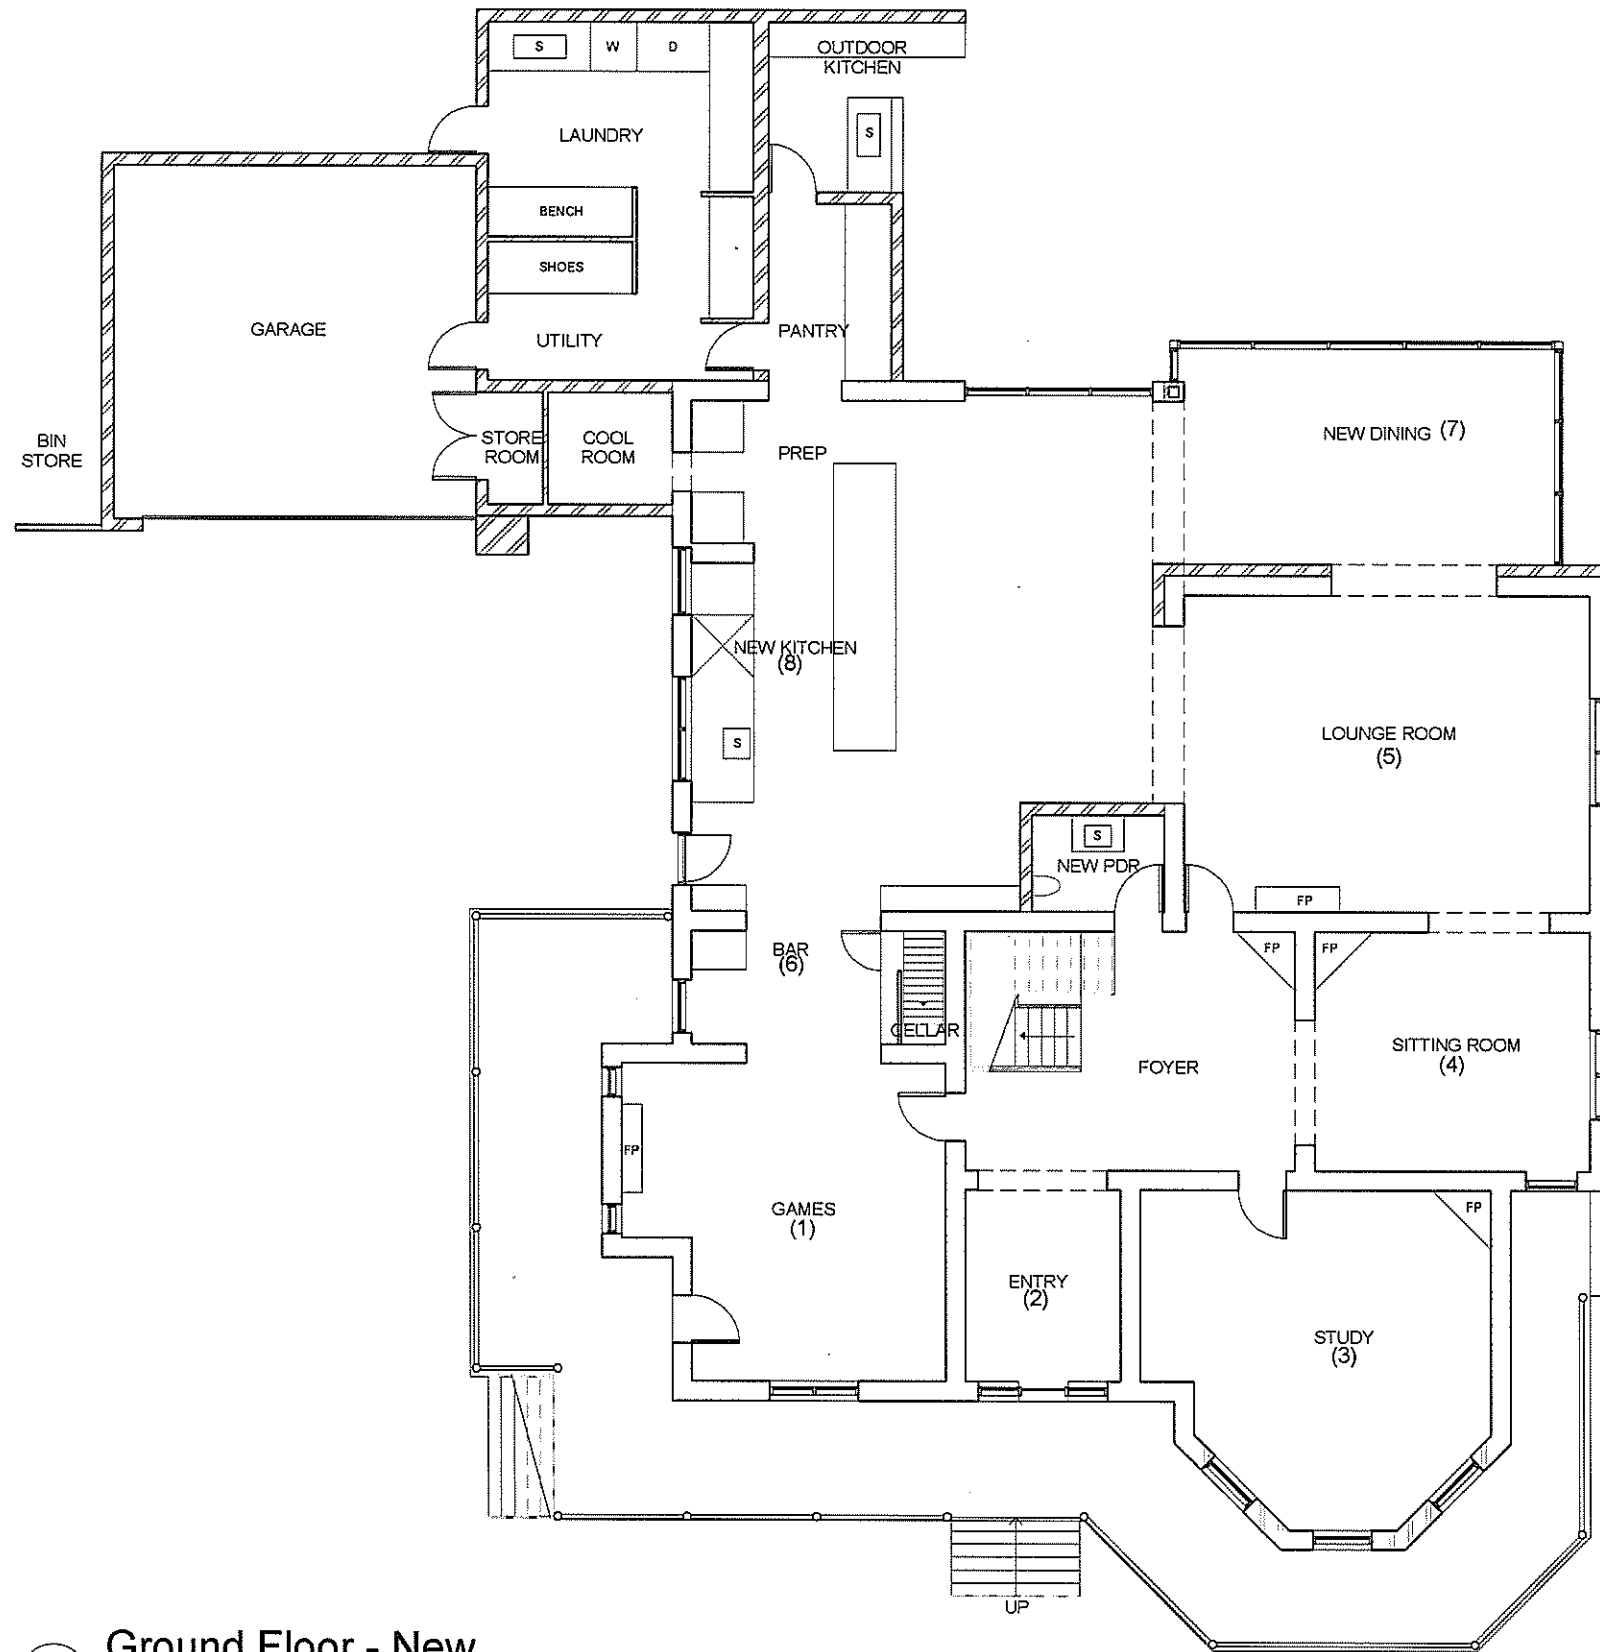 OUTDOOR
KITCHEN
S
W
D
S
LAUNDRY
BENCH
SHOES
GARAGE
UTILITY
PANTRY
BIN
STORE
STORE
ROOM
COOL
ROOM
PREP
NEW DINING (7)
NEW KITCHEN
(8)
S
LOUNGE ROOM
(5)
S
NEW PDR
FP
BAR
(6)
FP
FP
CELLAR
SITTING ROOM
(4)
FOYER
FP
GAMES
(1)
FP
ENTRY
(2)
STUDY
(3)
UP
Ground Floor - New